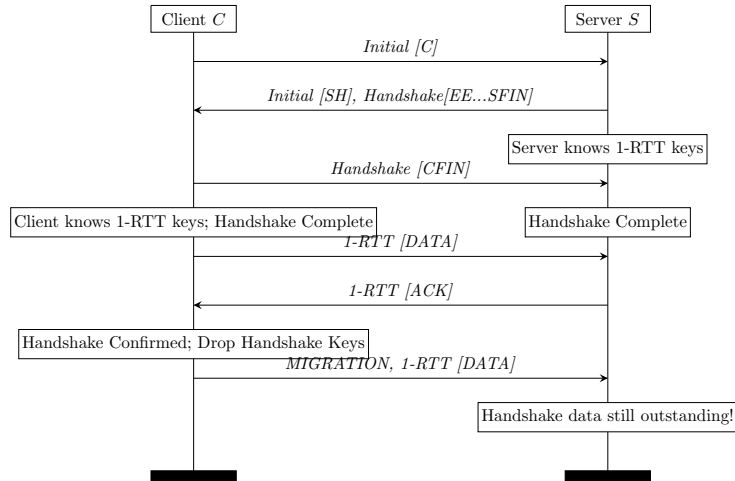 Client C
Server S
Initial [C]
Initial [SH], Handshake[EE...SFIN]
Server knows 1-RTT keys
Handshake [CFIN]
Client knows 1-RTT keys; Handshake Complete
Handshake Complete
1-RTT [DATA]
1-RTT [ACK]
Handshake Confirmed; Drop Handshake Keys
MIGRATION, 1-RTT [DATA]
Handshake data still outstanding!